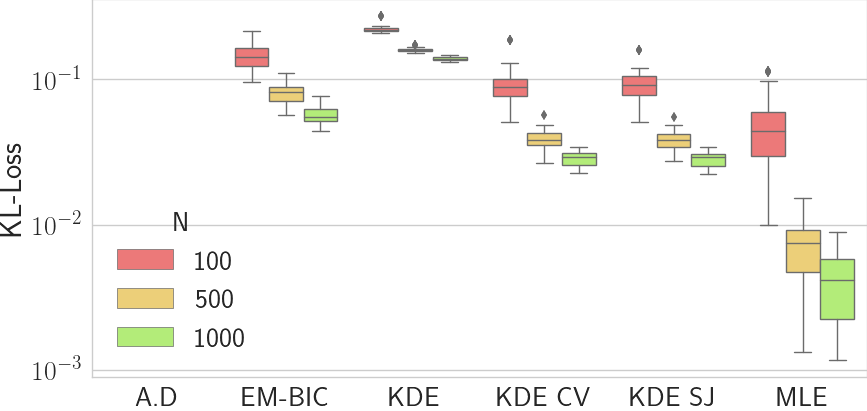 KL-Loss
10⁻¹
10⁻²
10⁻³
N
100
500
1000
A.D EM-BIC KDE KDE CV KDE SJ MLE